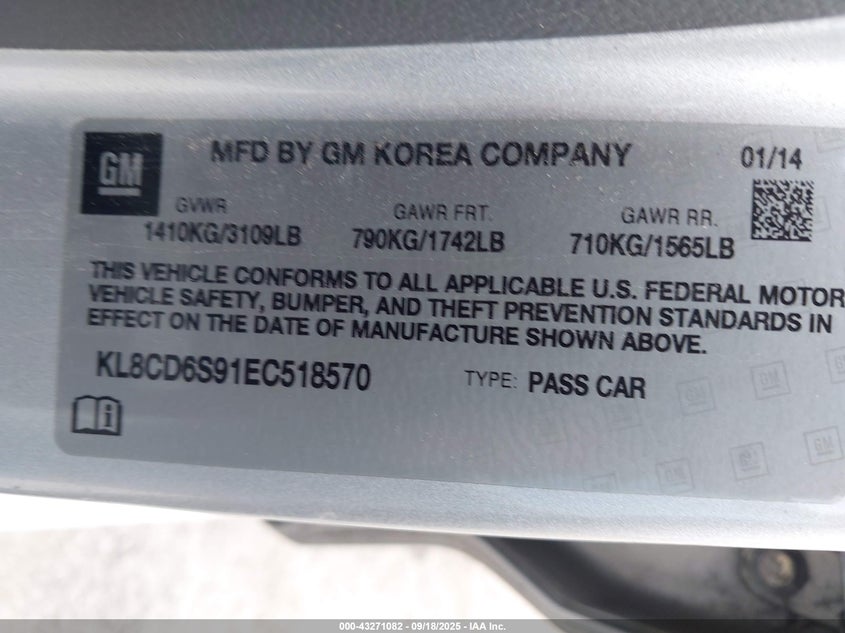 GM
MFD BY GM KOREA COMPANY 01/14
GVWR GAWR FRT. GAWR RR.
1410KG/3109LB 790KG/1742LB 710KG/1565LB
THIS VEHICLE CONFORMS TO ALL APPLICABLE U.S. FEDERAL MOTOR
VEHICLE SAFETY, BUMPER, AND THEFT PREVENTION STANDARDS IN
EFFECT ON THE DATE OF MANUFACTURE SHOWN ABOVE.
KL8CD6S91EC518570 TYPE: PASS CAR
000-43271082 - 09/18/2025 - IAA Inc.